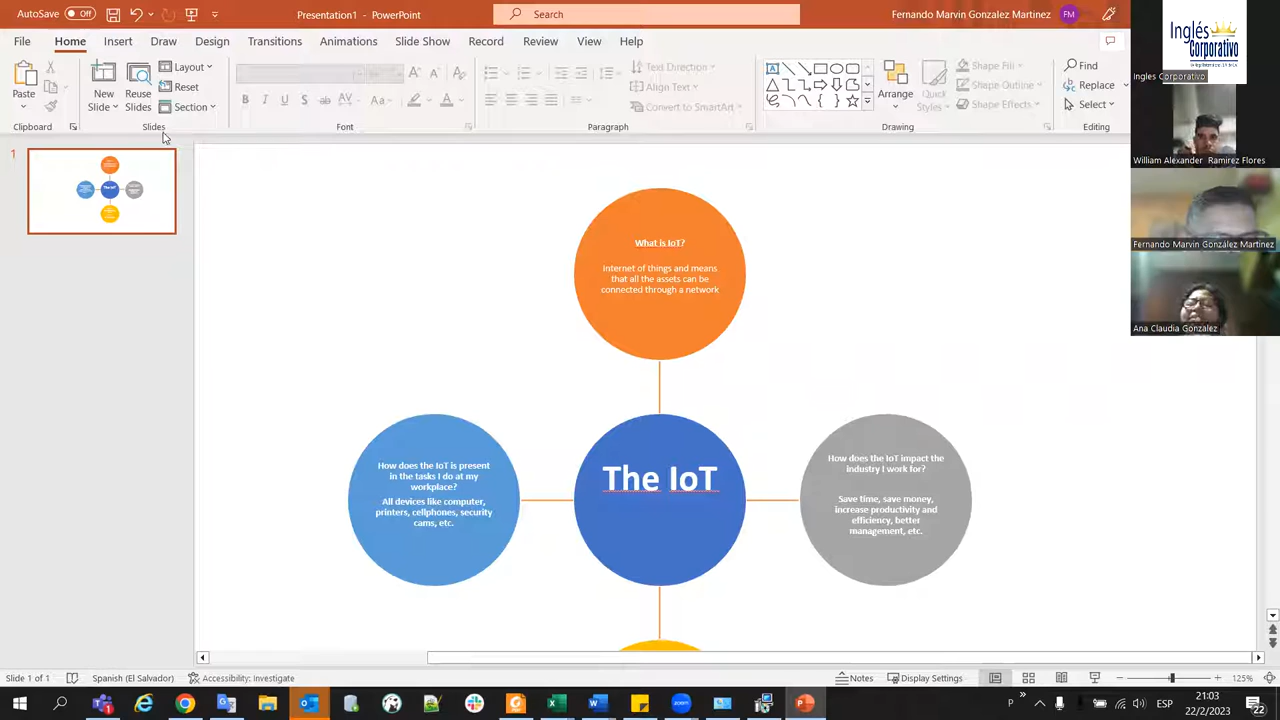 AutoSave Off Presentation1 - PowerPoint Search Fernando Marvin Gonzalez Martinez FM
File Home Insert Draw Design Transitions Animations Slide Show Record Review View Help
Paste
Clipboard
New Slide
Reuse Slides
Layout
Reset
Section
Slides
Font
Text Direction
Align Text
Convert to SmartArt
Paragraph
Arrange
Quick Styles
Shape Fill
Shape Outline
Shape Effects
Drawing
Find
Replace
Select
Editing
Inglés
Corporativo
Ingles Corporativo
William Alexander Ramirez Flores
Fernando Marvin González Martínez
Ana Claudia Gonzalez
1
What is IoT?
Internet of things and means
that all the assets can be
connected through a network
How does the IoT is present
in the tasks I do at my
workplace?
All devices like computer,
printers, cellphones, security
cams, etc.
The IoT
How does the IoT impact the
industry I work for?
Save time, save money,
increase productivity and
efficiency, better
management, etc.
Slide 1 of 1 Spanish (El Salvador) Accessibility: Investigate Notes Display Settings 125%
P ESP 21:03
22/2/2023 22